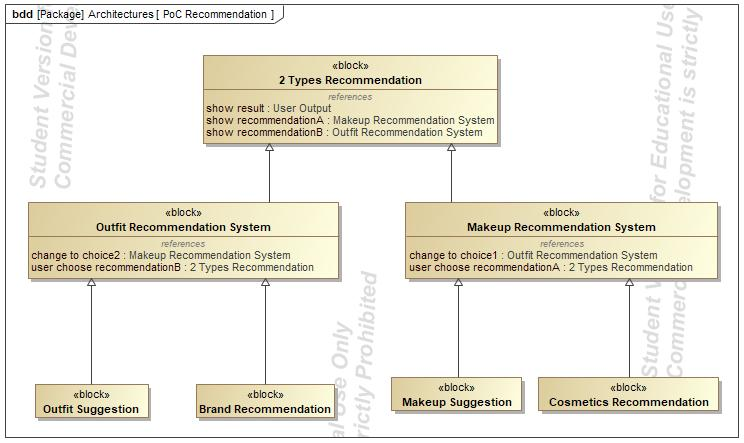 bdd [Package] Architectures [ PoC Recommendation ]
Student Version
Commercial Deve
«block»
2 Types Recommendation
references
show result : User Output
show recommendationA : Makeup Recommendation System
show recommendationB : Outfit Recommendation System
for Educational Use
elopment is strictly
«block»
Outfit Recommendation System
references
change to choice2 : Makeup Recommendation System
user choose recommendationB : 2 Types Recommendation
«block»
Makeup Recommendation System
references
change to choice1 : Outfit Recommendation System
user choose recommendationA : 2 Types Recommendation
Student V
Commerc
al Use Only
rictly Prohibited
«block»
Outfit Suggestion
«block»
Brand Recommendation
«block»
Makeup Suggestion
«block»
Cosmetics Recommendation